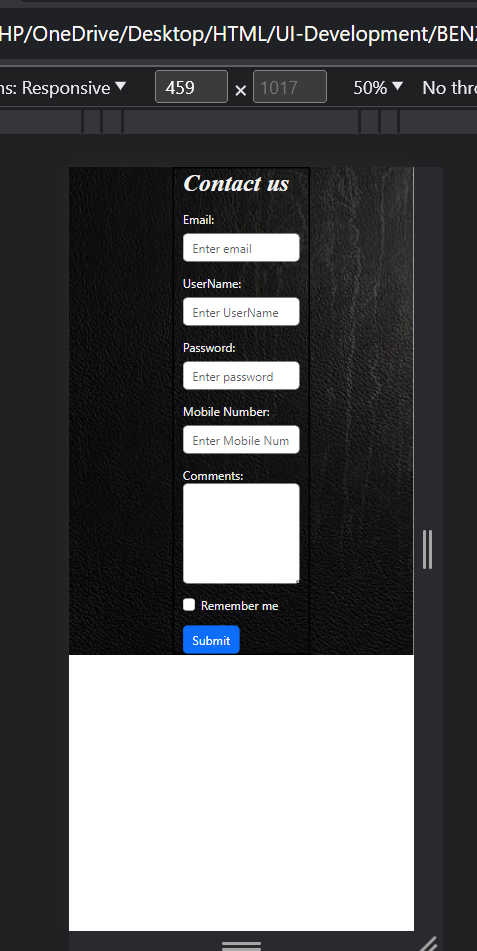 HP/OneDrive/Desktop/HTML/UI-Development/BEN
ns: Responsive ▼ 459 × 1017 50% ▼ No thro
Contact us
Email:
Enter email
UserName:
Enter UserName
Password:
Enter password
Mobile Number:
Enter Mobile Num
Comments:
Remember me
Submit